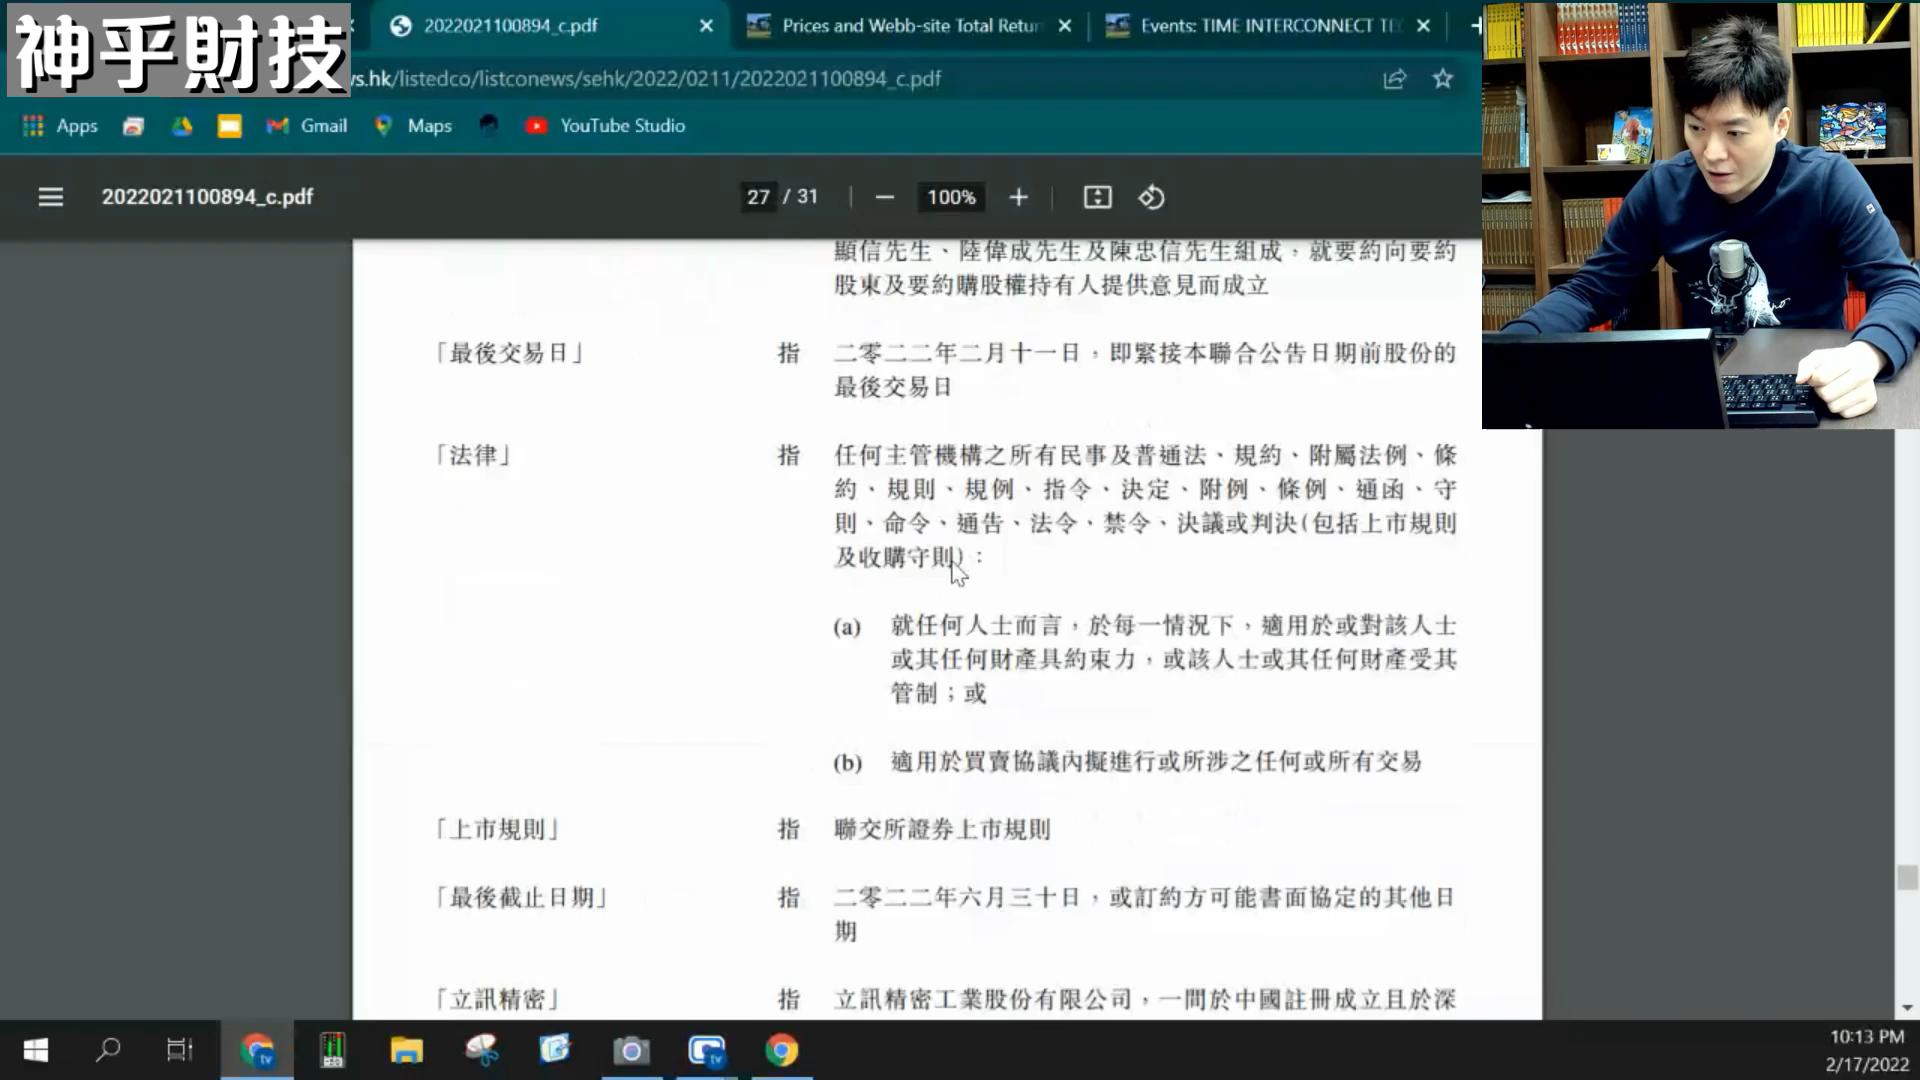 神乎財技
2022021100894_c.pdf
Prices and Webb-site Total Retur
Events: TIME INTERCONNECT TE
vs.hk/listedco/listconews/sehk/2022/0211/2022021100894_c.pdf
Apps
Gmail
Maps
YouTube Studio
2022021100894_c.pdf
27 / 31
100%
顯信先生、陸偉成先生及陳忠信先生組成，就要約向要約
股東及要約購股權持有人提供意見而成立
「最後交易日」 指 二零二二年二月十一日，即緊接本聯合公告日期前股份的
最後交易日
「法律」 指 任何主管機構之所有民事及普通法、規約、附屬法例、條
約、規則、規例、指令、決定、附例、條例、通函、守
則、命令、通告、法令、禁令、決議或判決(包括上市規則
及收購守則)：
(a) 就任何人士而言，於每一情況下，適用於或對該人士
或其任何財產具約束力，或該人士或其任何財產受其
管制；或
(b) 適用於買賣協議內擬進行或所涉之任何或所有交易
「上市規則」 指 聯交所證券上市規則
「最後截止日期」 指 二零二二年六月三十日，或訂約方可能書面協定的其他日
期
「立訊精密」 指 立訊精密工業股份有限公司，一間於中國註冊成立且於深
10:13 PM
2/17/2022